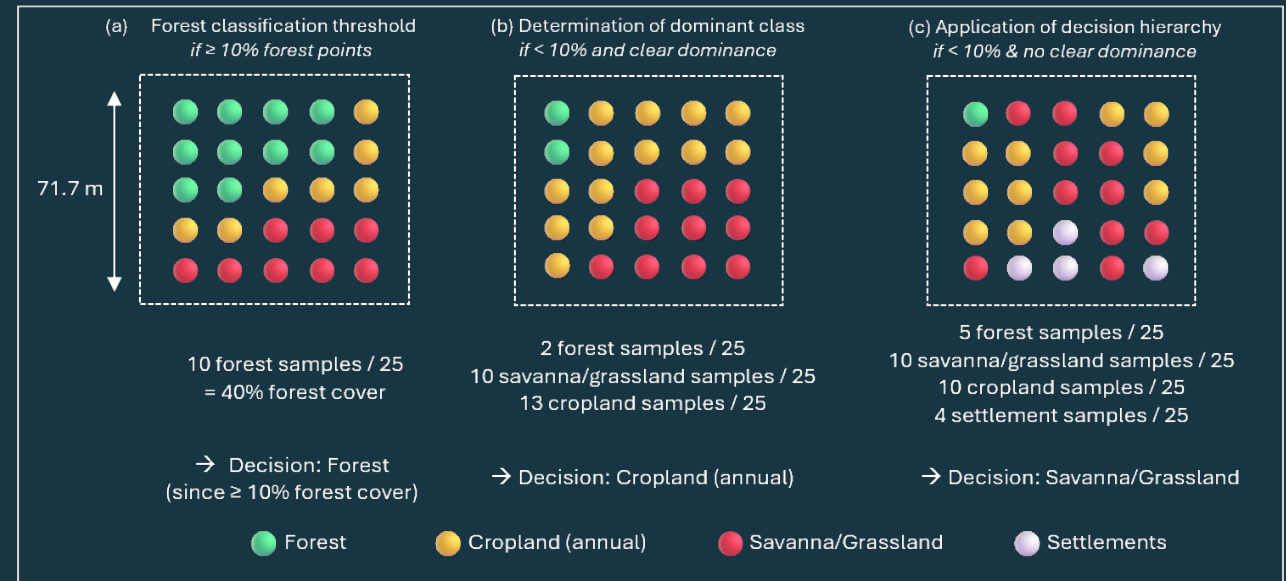 (a) Forest classification threshold
if ≥ 10% forest points
(b) Determination of dominant class
if < 10% and clear dominance
(c) Application of decision hierarchy
if < 10% & no clear dominance
71.7 m
10 forest samples / 25
= 40% forest cover
→ Decision: Forest
(since ≥ 10% forest cover)
2 forest samples / 25
10 savanna/grassland samples / 25
13 cropland samples / 25
→ Decision: Cropland (annual)
5 forest samples / 25
10 savanna/grassland samples / 25
10 cropland samples / 25
4 settlement samples / 25
→ Decision: Savanna/Grassland
Forest
Cropland (annual)
Savanna/Grassland
Settlements